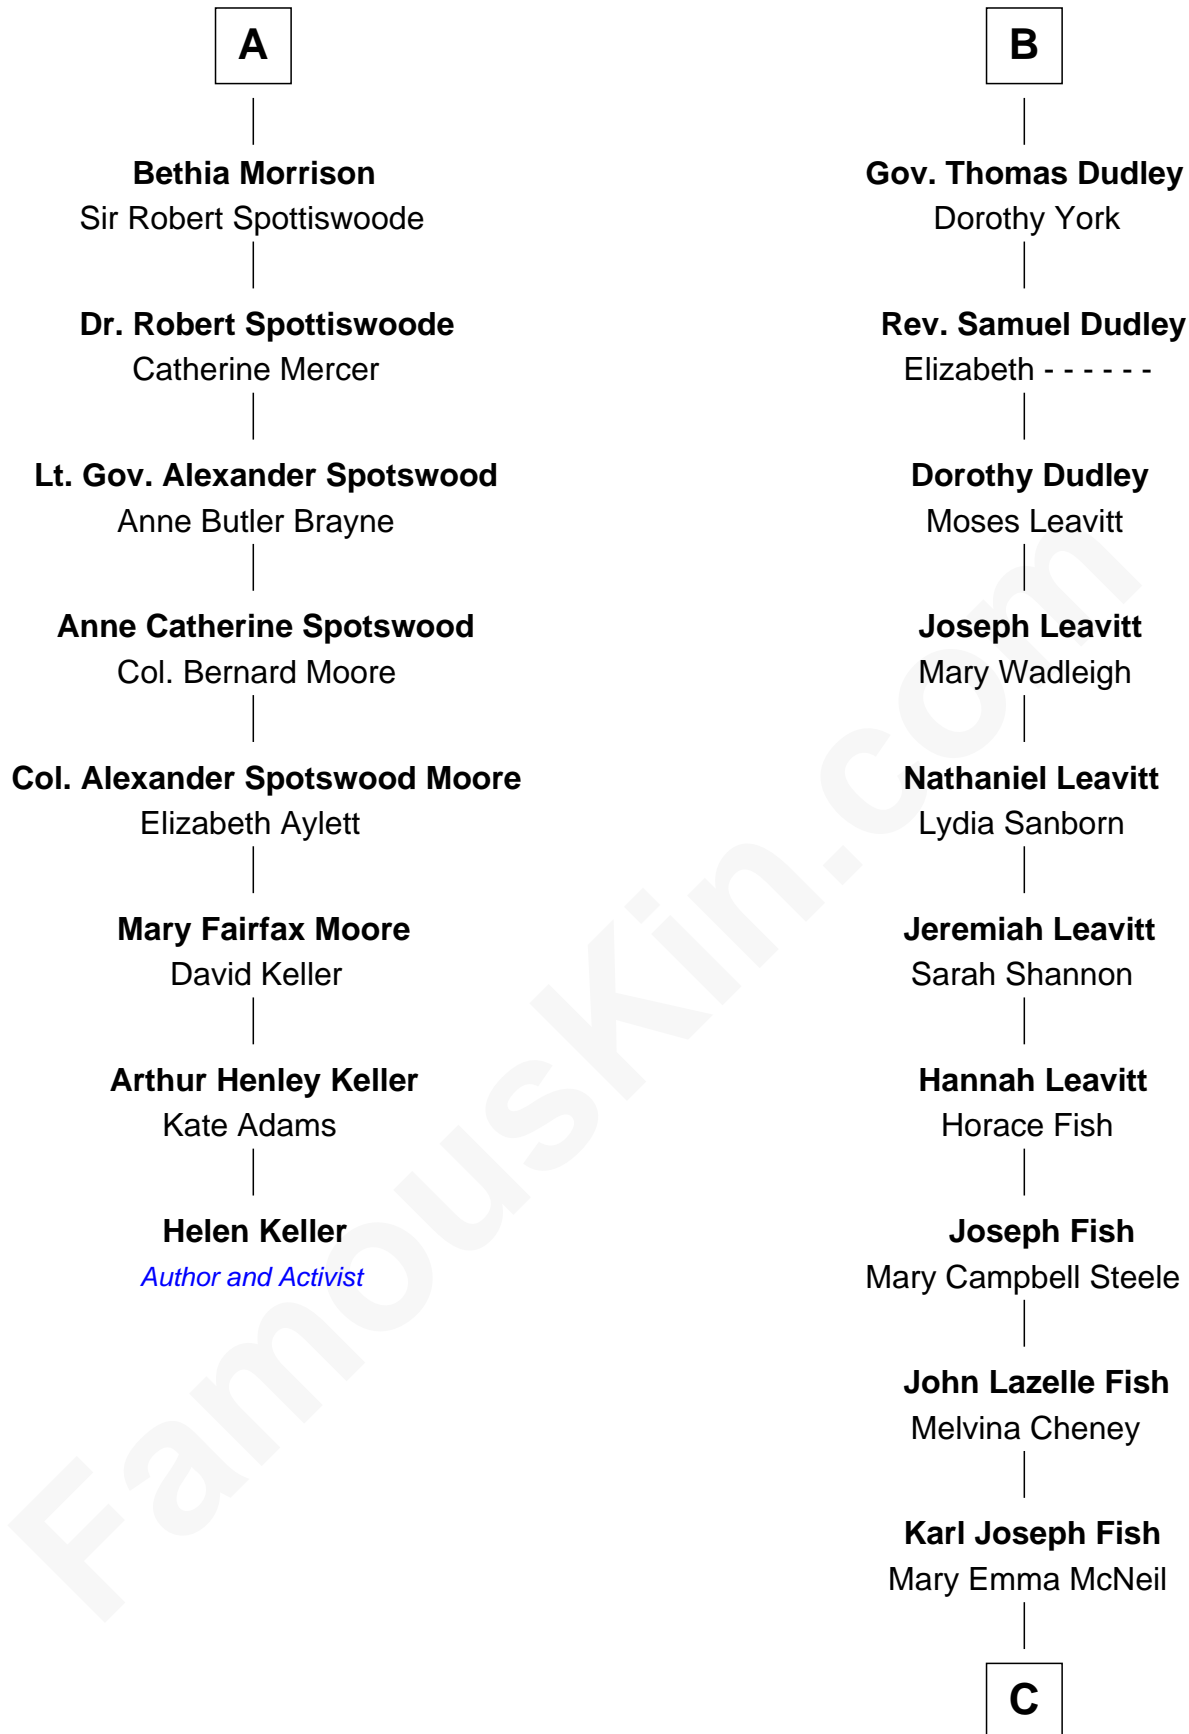 A
Bethia Morrison
Sir Robert Spottiswoode
Dr. Robert Spottiswoode
Catherine Mercer
Lt. Gov. Alexander Spotswood
Anne Butler Brayne
Anne Catherine Spotswood
Col. Bernard Moore
Col. Alexander Spotswood Moore
Elizabeth Aylett
Mary Fairfax Moore
David Keller
Arthur Henley Keller
Kate Adams
Helen Keller
Author and Activist
B
Gov. Thomas Dudley
Dorothy York
Rev. Samuel Dudley
Elizabeth - - - - - -
Dorothy Dudley
Moses Leavitt
Joseph Leavitt
Mary Wadleigh
Nathaniel Leavitt
Lydia Sanborn
Jeremiah Leavitt
Sarah Shannon
Hannah Leavitt
Horace Fish
Joseph Fish
Mary Campbell Steele
John Lazelle Fish
Melvina Cheney
Karl Joseph Fish
Mary Emma McNeil
C
FamousKin.com